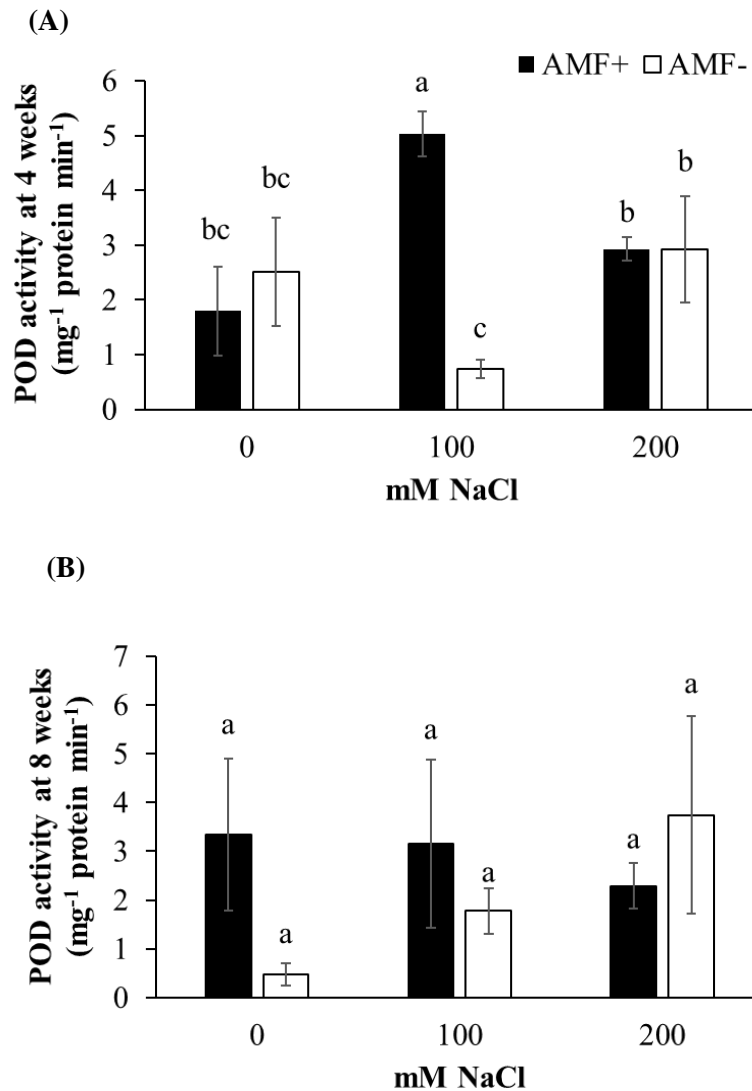 (A)
■ AMF+ □ AMF-
POD activity at 4 weeks
(mg⁻¹ protein min⁻¹)
6
5
4
3
2
1
0
bc
bc
a
c
b
b
0 100 200
mM NaCl
(B)
POD activity at 8 weeks
(mg⁻¹ protein min⁻¹)
7
6
5
4
3
2
1
0
a
a
a
a
a
a
0 100 200
mM NaCl